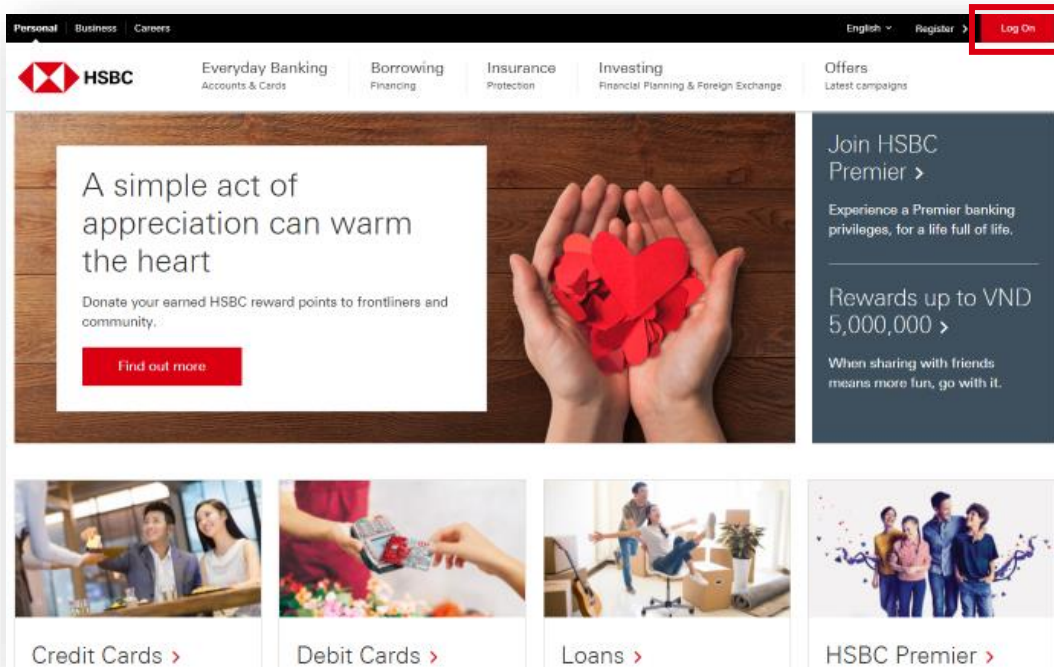 Personal Business Careers English Register Log On
HSBC
Everyday Banking Borrowing Insurance Investing Offers
Accounts & Cards Financing Protection Financial Planning & Foreign Exchange Latest campaigns
A simple act of
appreciation can warm
the heart
Donate your earned HSBC reward points to frontliners and
community.
Find out more
Join HSBC
Premier >
Experience a Premier banking
privileges, for a life full of life.
Rewards up to VND
5,000,000 >
When sharing with friends
means more fun, go with it.
Credit Cards > Debit Cards > Loans > HSBC Premier >